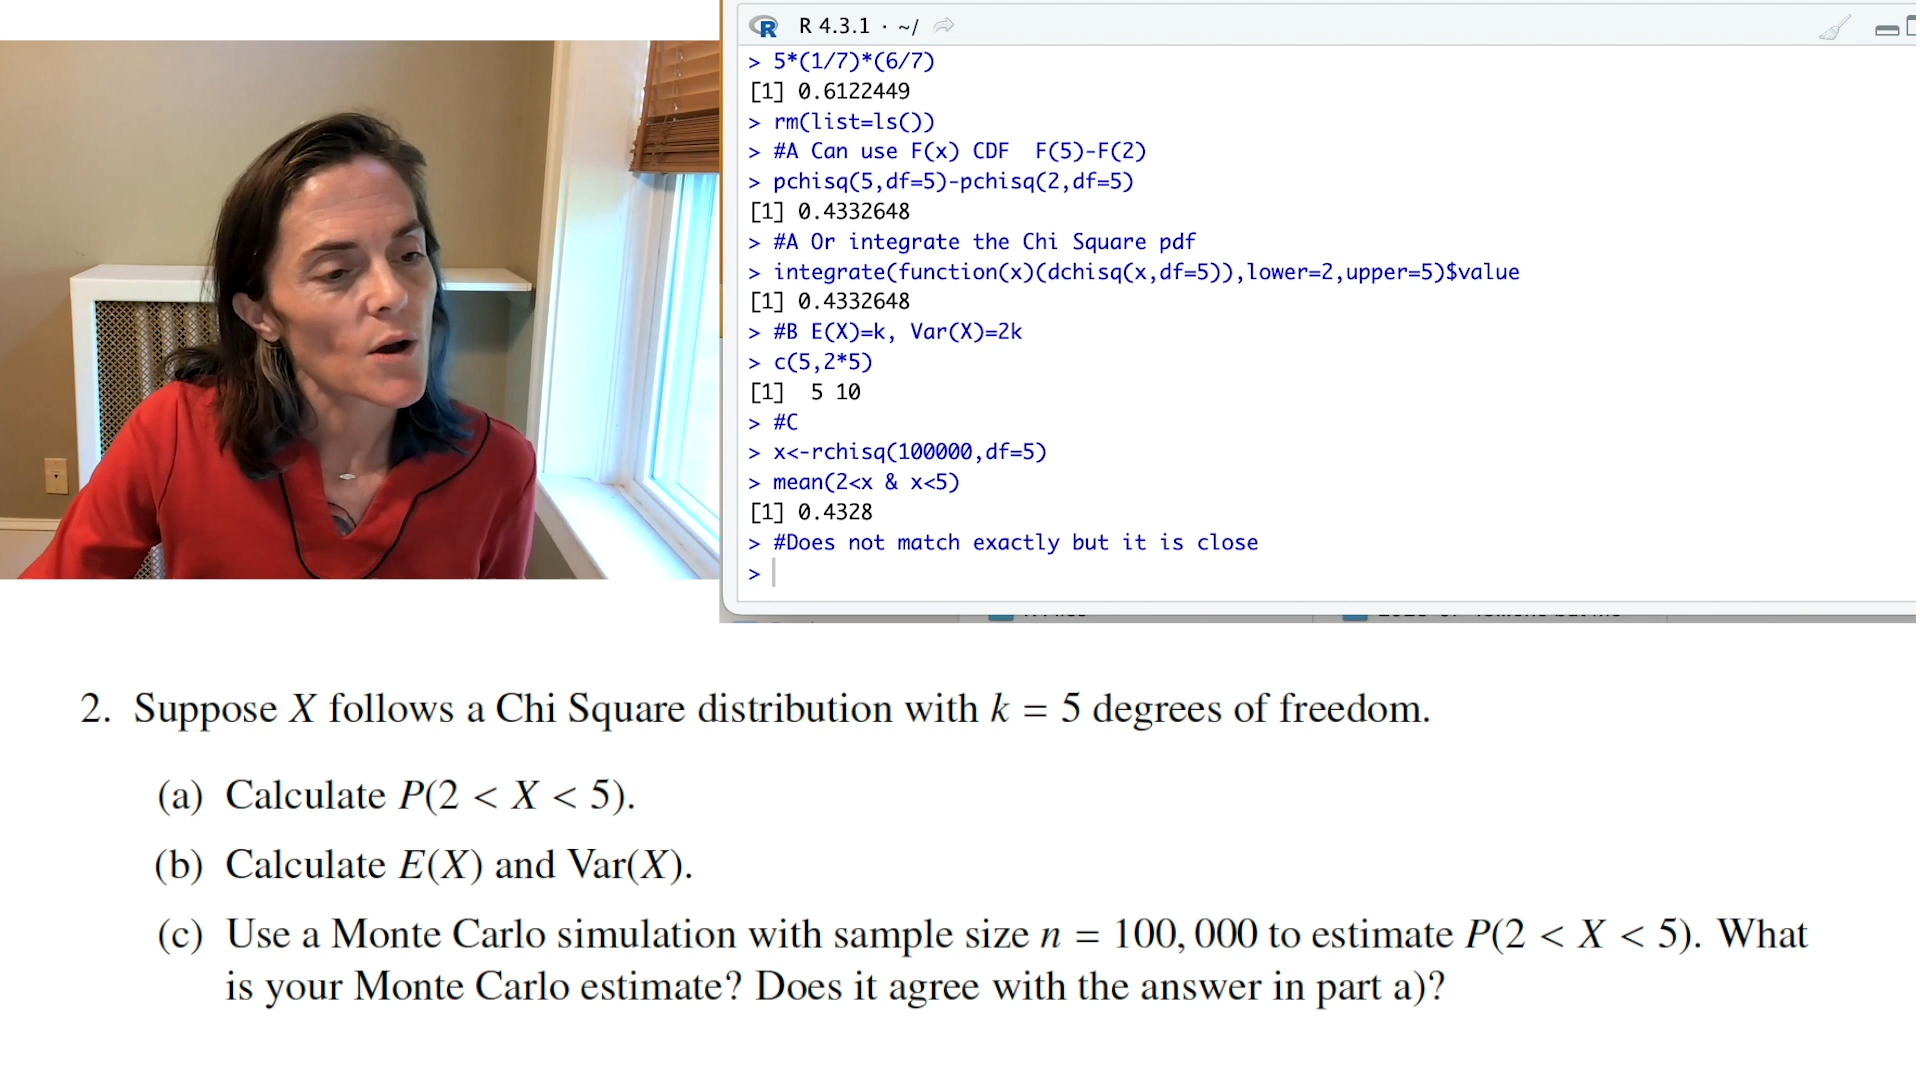 R 4.3.1 · ~/
> 5*(1/7)*(6/7)
[1] 0.6122449
> rm(list=ls())
> #A Can use F(x) CDF  F(5)-F(2)
> pchisq(5,df=5)-pchisq(2,df=5)
[1] 0.4332648
> #A Or integrate the Chi Square pdf
> integrate(function(x)(dchisq(x,df=5)),lower=2,upper=5)$value
[1] 0.4332648
> #B E(X)=k, Var(X)=2k
> c(5,2*5)
[1]  5 10
> #C
> x<-rchisq(100000,df=5)
> mean(2<x & x<5)
[1] 0.4328
> #Does not match exactly but it is close
>
2. Suppose X follows a Chi Square distribution with k = 5 degrees of freedom.
(a) Calculate P(2 < X < 5).
(b) Calculate E(X) and Var(X).
(c) Use a Monte Carlo simulation with sample size n = 100, 000 to estimate P(2 < X < 5). What
is your Monte Carlo estimate? Does it agree with the answer in part a)?